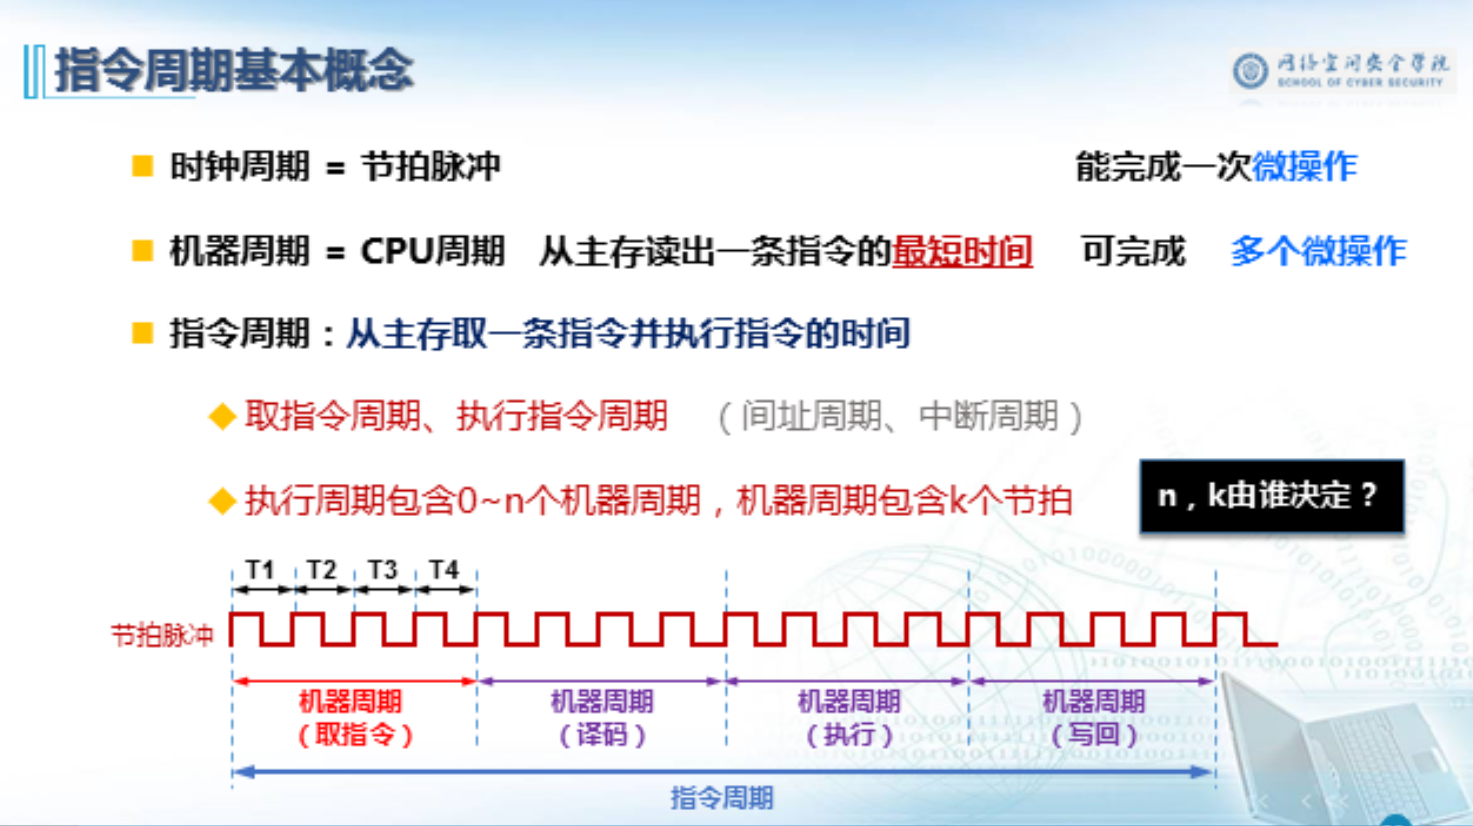 指令周期基本概念
网络空间安全学院
SCHOOL OF CYBER SECURITY
时钟周期 = 节拍脉冲 能完成一次微操作
机器周期 = CPU周期 从主存读出一条指令的最短时间 可完成 多个微操作
指令周期：从主存取一条指令并执行指令的时间
取指令周期、执行指令周期 （间址周期、中断周期）
执行周期包含0~n个机器周期，机器周期包含k个节拍
n，k由谁决定？
T1 T2 T3 T4
节拍脉冲
机器周期 机器周期 机器周期 机器周期
（取指令） （译码） （执行） （写回）
指令周期